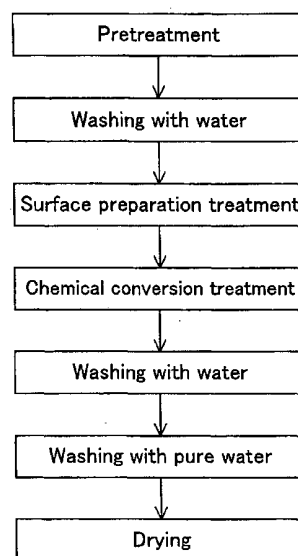 Pretreatment
Washing with water
Surface preparation treatment
Chemical conversion treatment
Washing with water
Washing with pure water
Drying